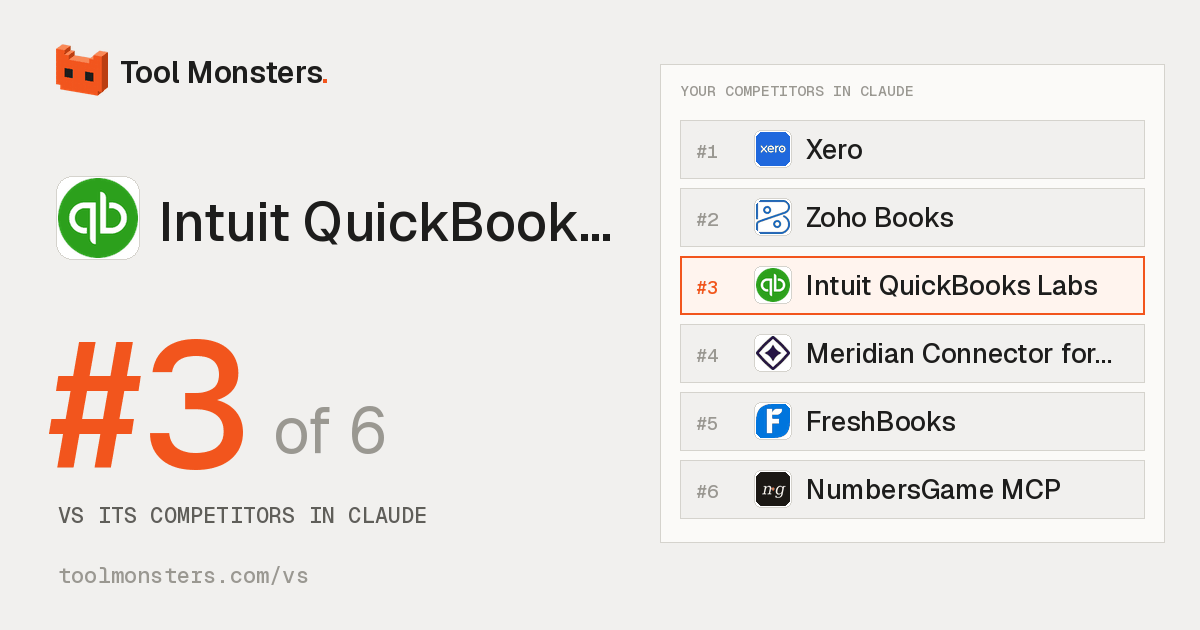 Tool Monsters.
Intuit QuickBook...
#3 of 6
VS ITS COMPETITORS IN CLAUDE
toolmonsters.com/vs
YOUR COMPETITORS IN CLAUDE
#1 xero Xero
#2 Zoho Books
#3 qb Intuit QuickBooks Labs
#4 Meridian Connector for...
#5 F FreshBooks
#6 n·g NumbersGame MCP